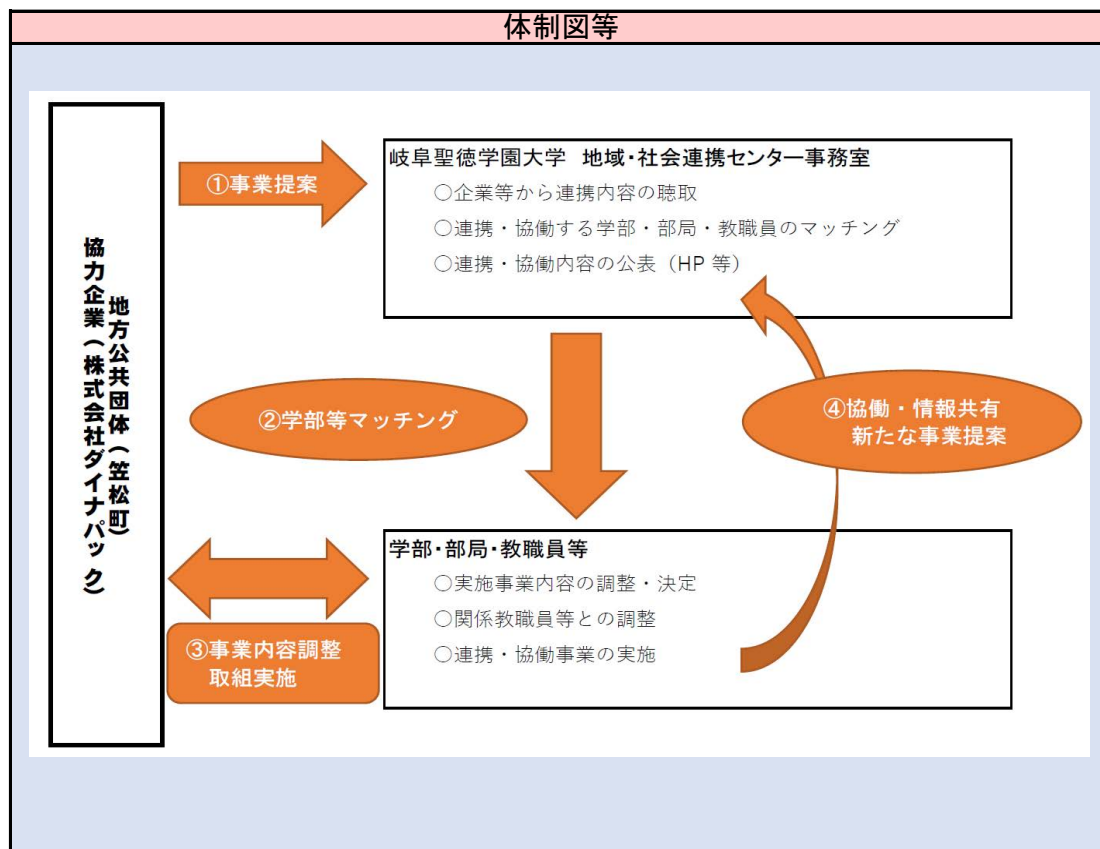 体制図等
地方公共団体（笠松町）
協力企業（株式会社ダイナパック）
①事業提案
岐阜聖徳学園大学 地域・社会連携センター事務室
○企業等から連携内容の聴取
○連携・協働する学部・部局・教職員のマッチング
○連携・協働内容の公表（HP 等）
②学部等マッチング
④協働・情報共有
新たな事業提案
学部・部局・教職員等
○実施事業内容の調整・決定
○関係教職員等との調整
○連携・協働事業の実施
③事業内容調整
取組実施